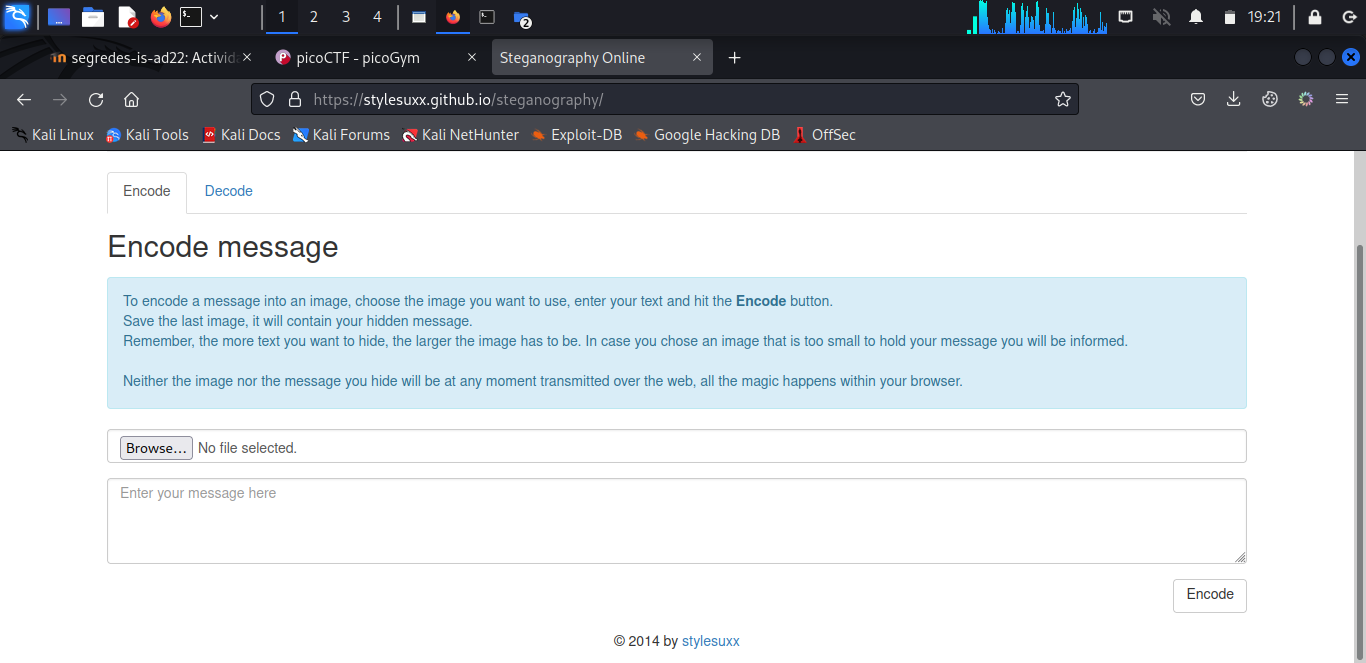 1 2 3 4 2 19:21
segredes-is-ad22: Activid
picoCTF - picoGym
Steganography Online
https://stylesuxx.github.io/steganography/
Kali Linux Kali Tools Kali Docs Kali Forums Kali NetHunter Exploit-DB Google Hacking DB OffSec
Encode Decode
Encode message
To encode a message into an image, choose the image you want to use, enter your text and hit the Encode button.
Save the last image, it will contain your hidden message.
Remember, the more text you want to hide, the larger the image has to be. In case you chose an image that is too small to hold your message you will be informed.
Neither the image nor the message you hide will be at any moment transmitted over the web, all the magic happens within your browser.
Browse... No file selected.
Enter your message here
Encode
© 2014 by stylesuxx